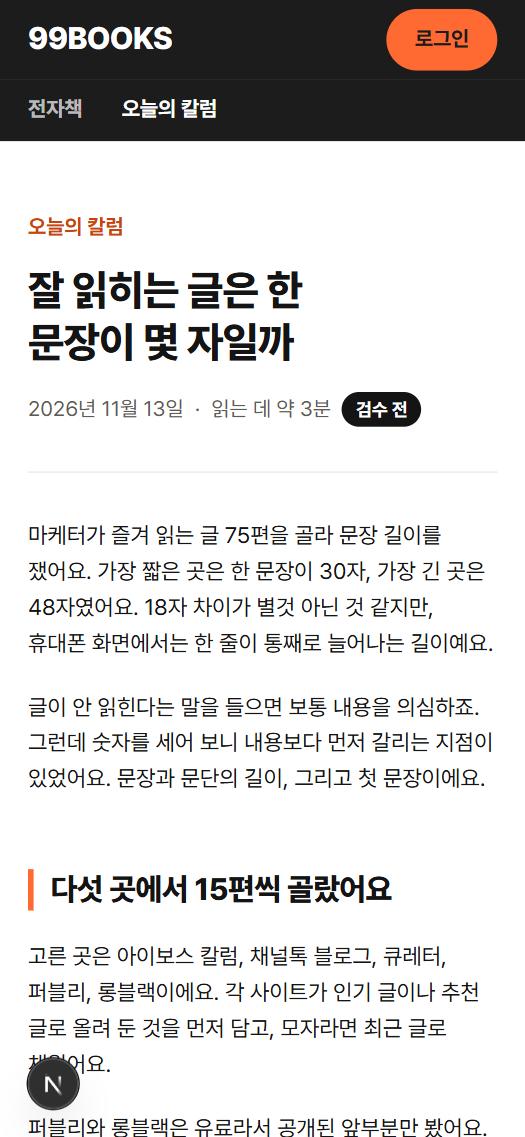 99BOOKS
로그인
전자책
오늘의 칼럼
오늘의 칼럼
잘 읽히는 글은 한
문장이 몇 자일까
2026년 11월 13일 · 읽는 데 약 3분
검수 전
마케터가 즐겨 읽는 글 75편을 골라 문장 길이를
쟀어요. 가장 짧은 곳은 한 문장이 30자, 가장 긴 곳은
48자였어요. 18자 차이가 별것 아닌 것 같지만,
휴대폰 화면에서는 한 줄이 통째로 늘어나는 길이예요.
글이 안 읽힌다는 말을 들으면 보통 내용을 의심하죠.
그런데 숫자를 세어 보니 내용보다 먼저 갈리는 지점이
있었어요. 문장과 문단의 길이, 그리고 첫 문장이에요.
다섯 곳에서 15편씩 골랐어요
고른 곳은 아이보스 칼럼, 채널톡 블로그, 큐레터,
퍼블리, 롱블랙이에요. 각 사이트가 인기 글이나 추천
글로 올려 둔 것을 먼저 담고, 모자라면 최근 글로
N
퍼블리와 롱블랙은 유료라서 공개된 앞부분만 봤어요.